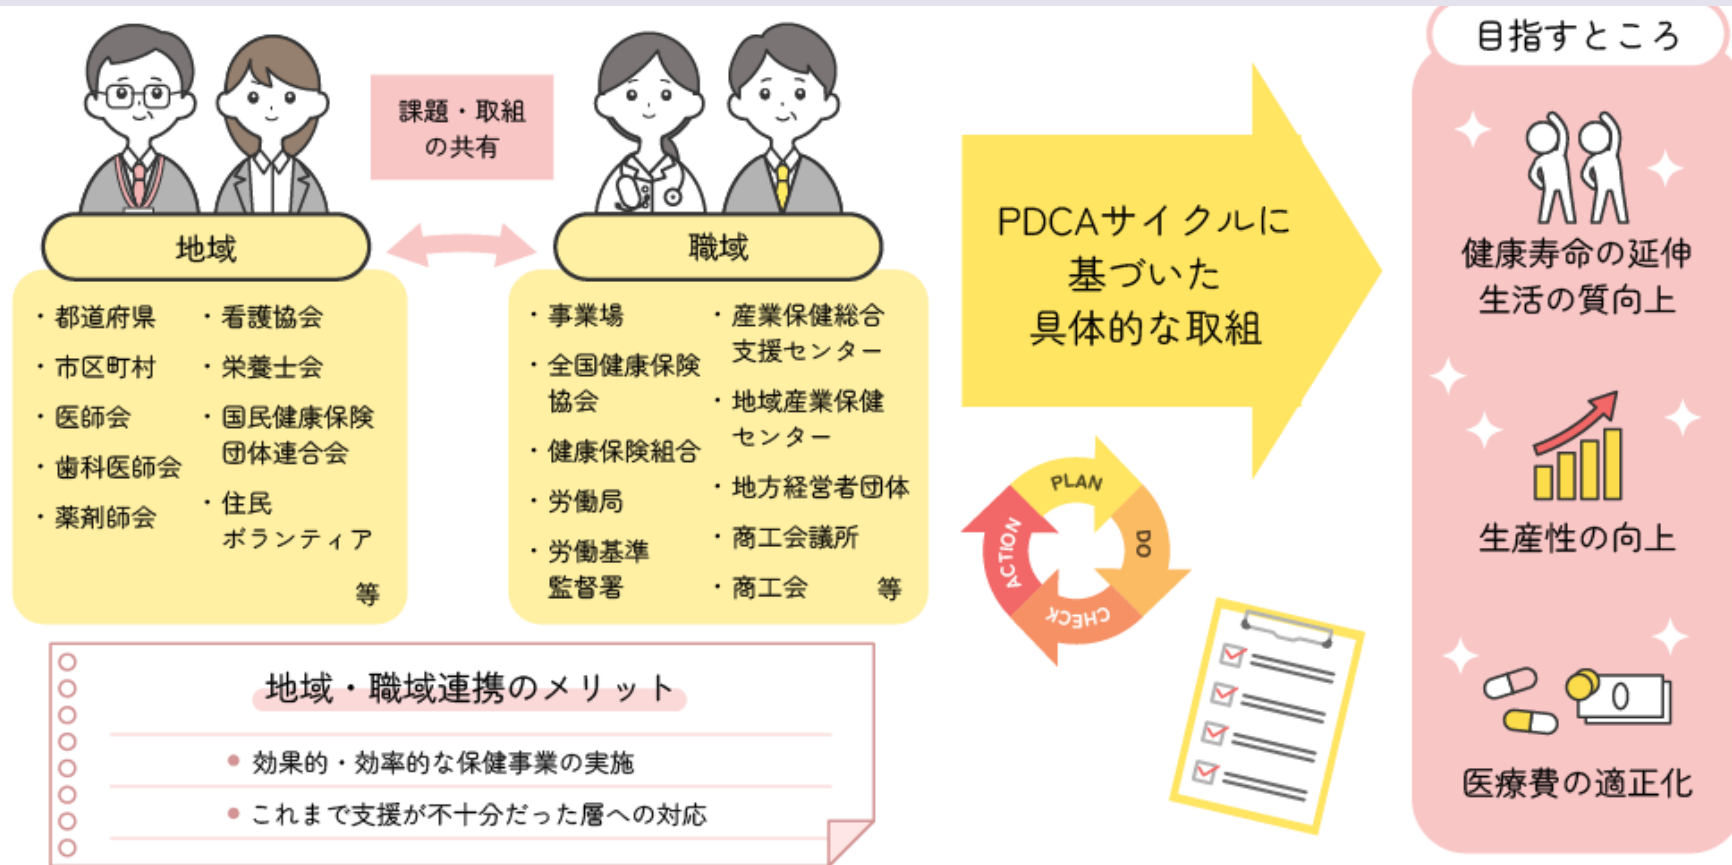 課題・取組
の共有
地域
・都道府県
・市区町村
・医師会
・歯科医師会
・薬剤師会
・看護協会
・栄養士会
・国民健康保険
団体連合会
・住民
ボランティア
等
職域
・事業場
・全国健康保険
協会
・健康保険組合
・労働局
・労働基準
監督署
・産業保健総合
支援センター
・地域産業保健
センター
・地方経営者団体
・商工会議所
・商工会
等
地域・職域連携のメリット
● 効果的・効率的な保健事業の実施
● これまで支援が不十分だった層への対応
PDCAサイクルに
基づいた
具体的な取組
PLAN
DO
CHECK
ACTION
目指すところ
健康寿命の延伸
生活の質向上
生産性の向上
0
医療費の適正化